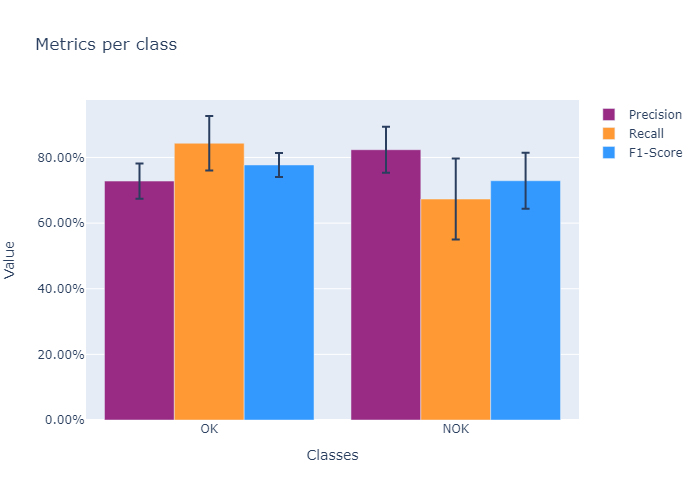 Metrics per class
Precision
Recall
F1-Score
80.00%
60.00%
40.00%
20.00%
0.00%
Value
OK
NOK
Classes